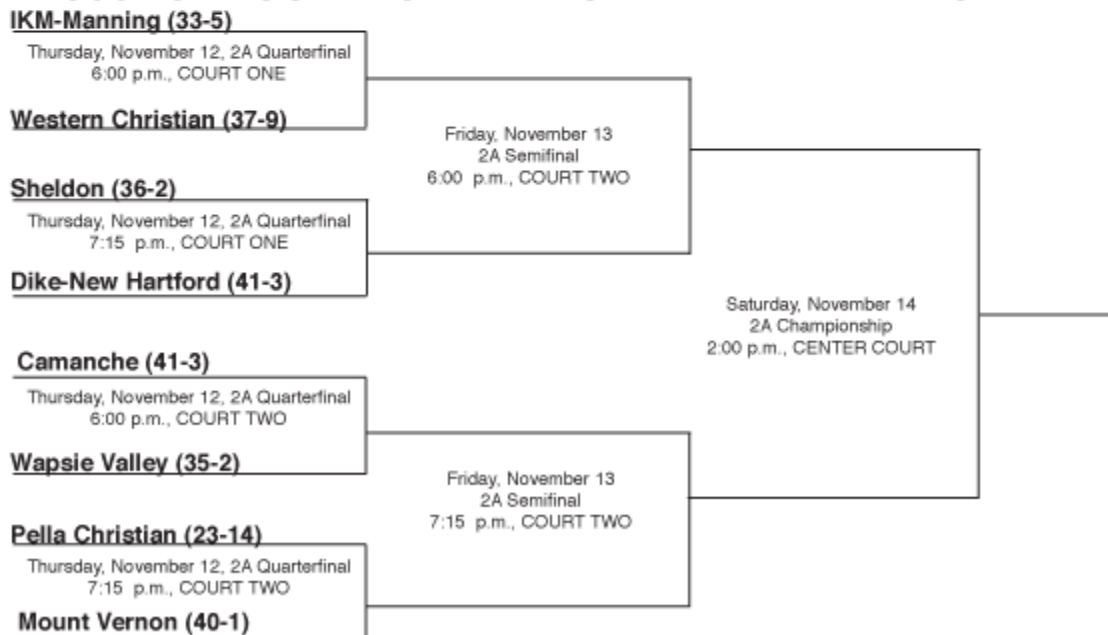 IKM-Manning (33-5)
Thursday, November 12, 2A Quarterfinal
6:00 p.m., COURT ONE
Western Christian (37-9)
Sheldon (36-2)
Thursday, November 12, 2A Quarterfinal
7:15 p.m., COURT ONE
Dike-New Hartford (41-3)
Camanche (41-3)
Thursday, November 12, 2A Quarterfinal
6:00 p.m., COURT TWO
Wapsie Valley (35-2)
Pella Christian (23-14)
Thursday, November 12, 2A Quarterfinal
7:15 p.m., COURT TWO
Mount Vernon (40-1)
Friday, November 13
2A Semifinal
6:00 p.m., COURT TWO
Friday, November 13
2A Semifinal
7:15 p.m., COURT TWO
Saturday, November 14
2A Championship
2:00 p.m., CENTER COURT